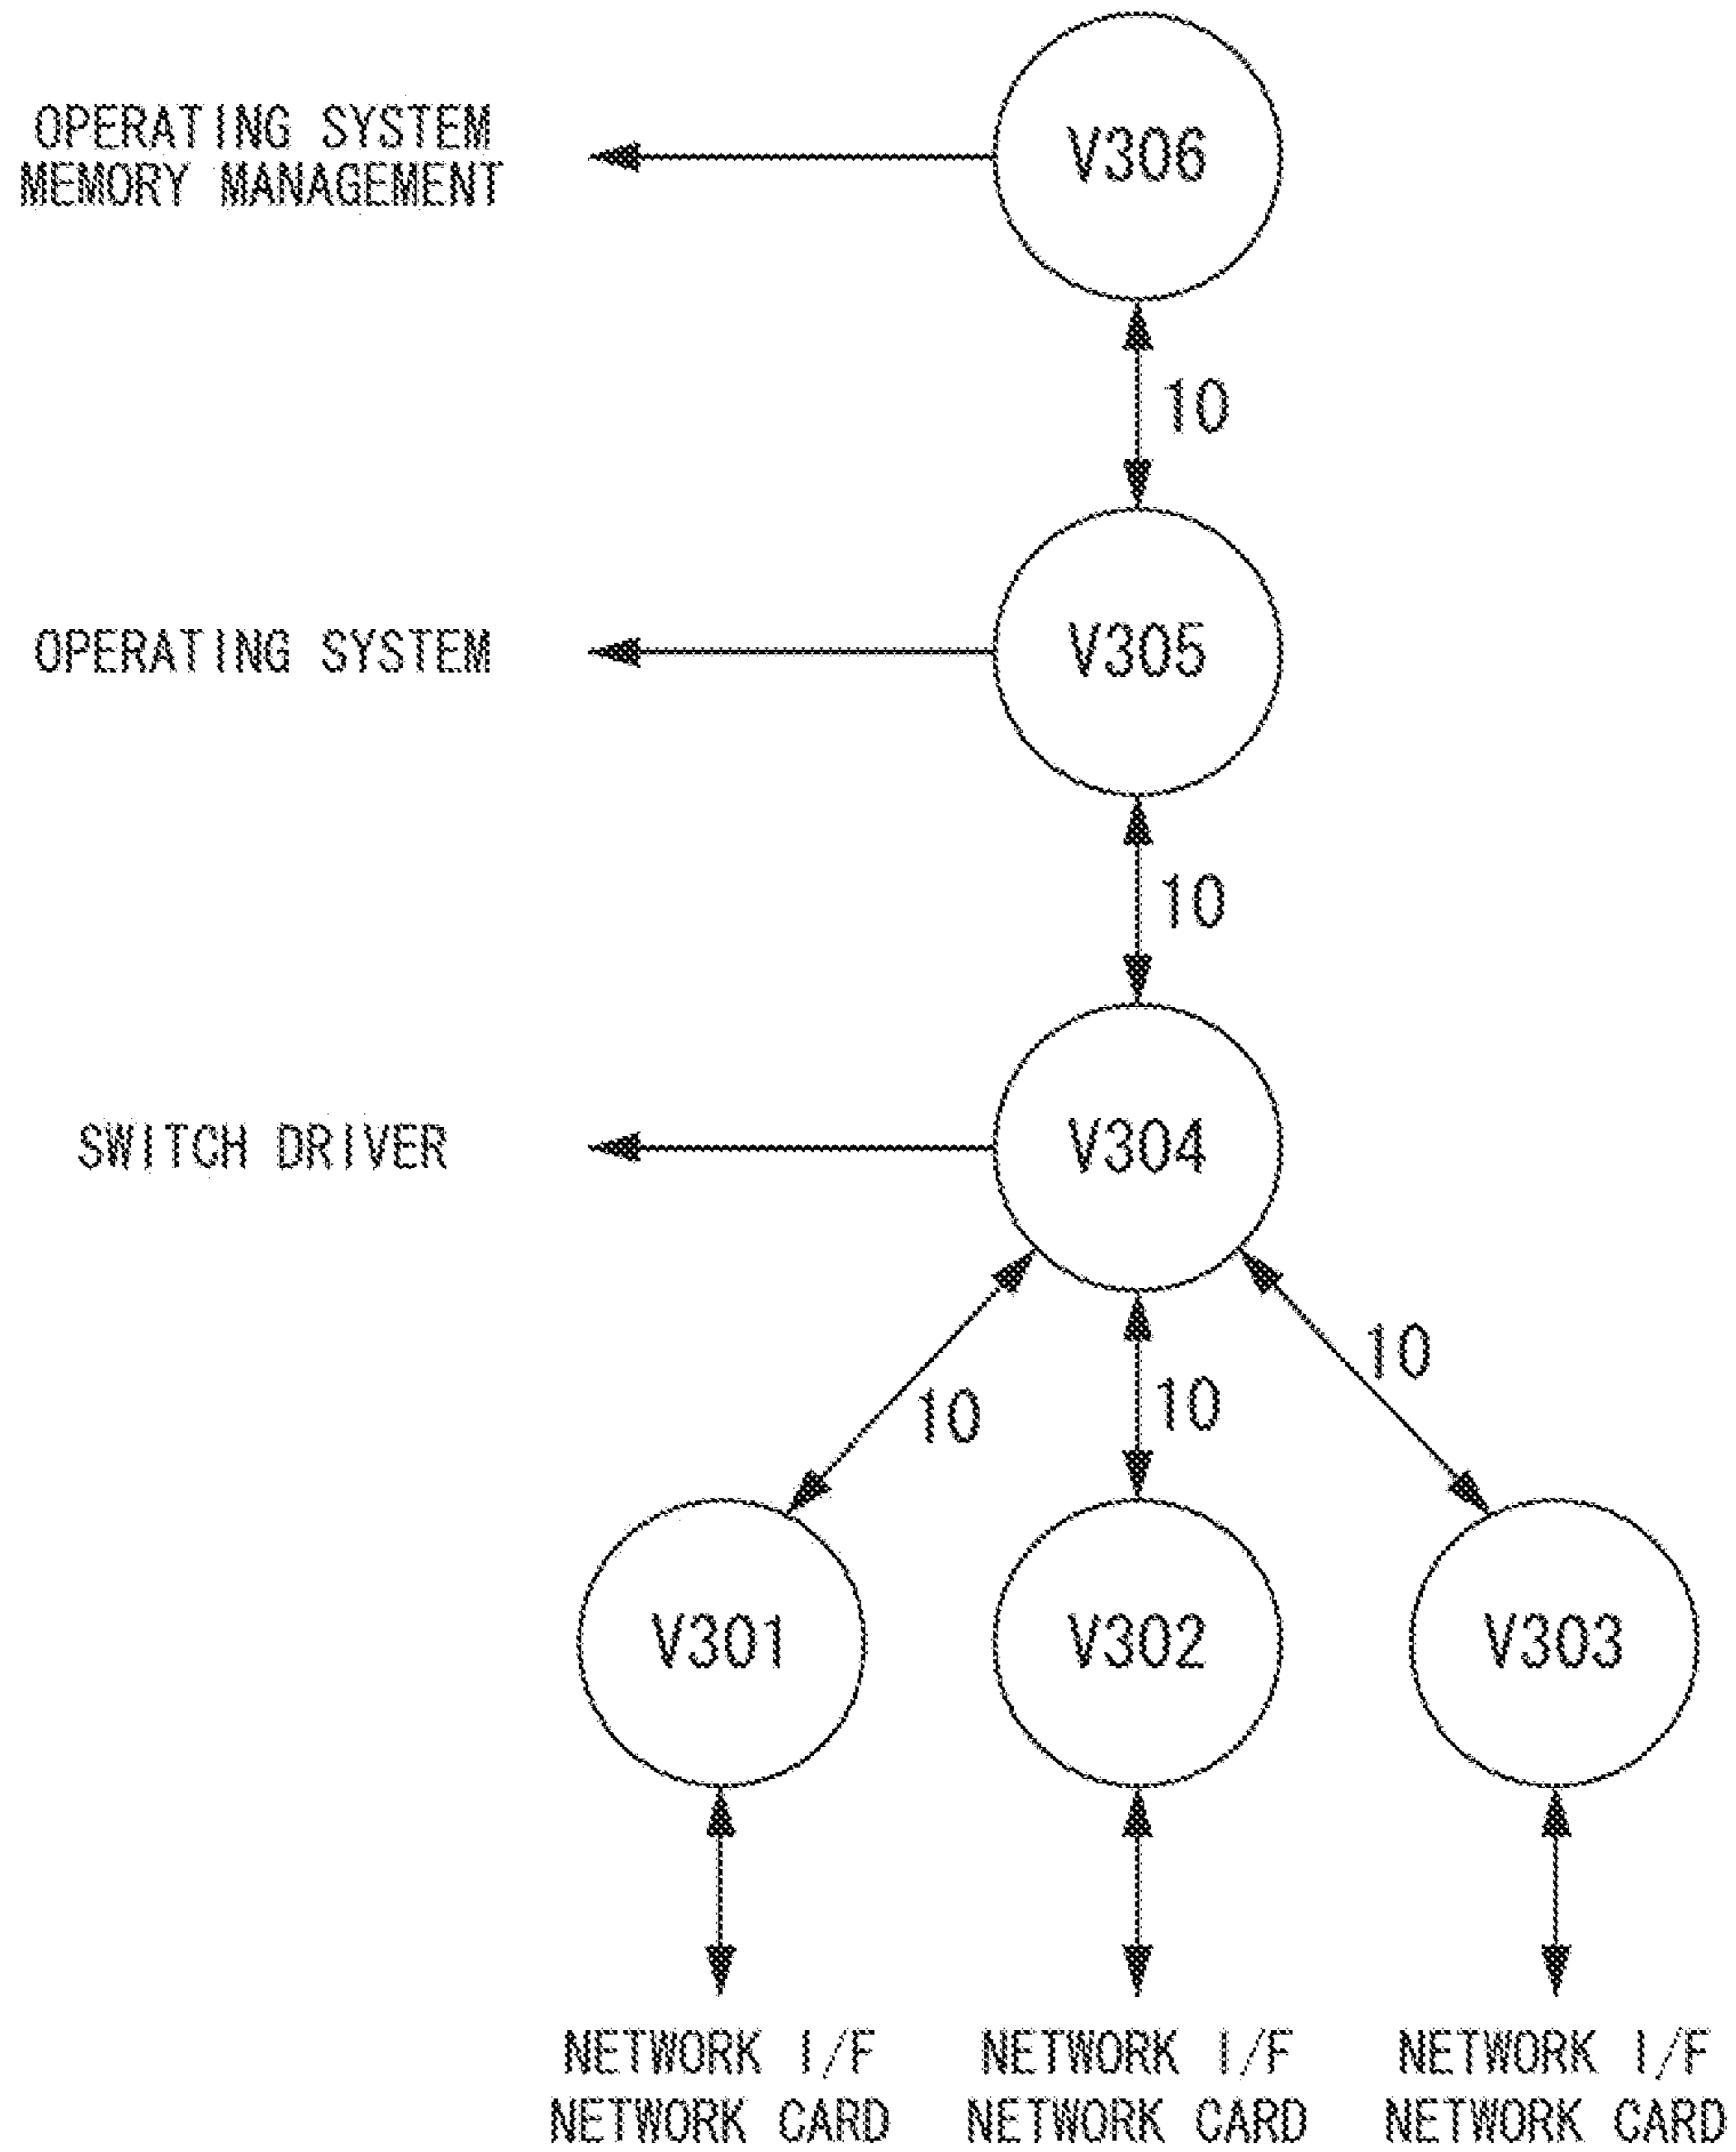 V306
OPERATING SYSTEM
MEMORY MANAGEMENT
10
V305
OPERATING SYSTEM
10
V304
SWITCH DRIVER
10
10
10
V301
V302
V303
NETWORK I/F
NETWORK CARD
NETWORK I/F
NETWORK CARD
NETWORK I/F
NETWORK CARD